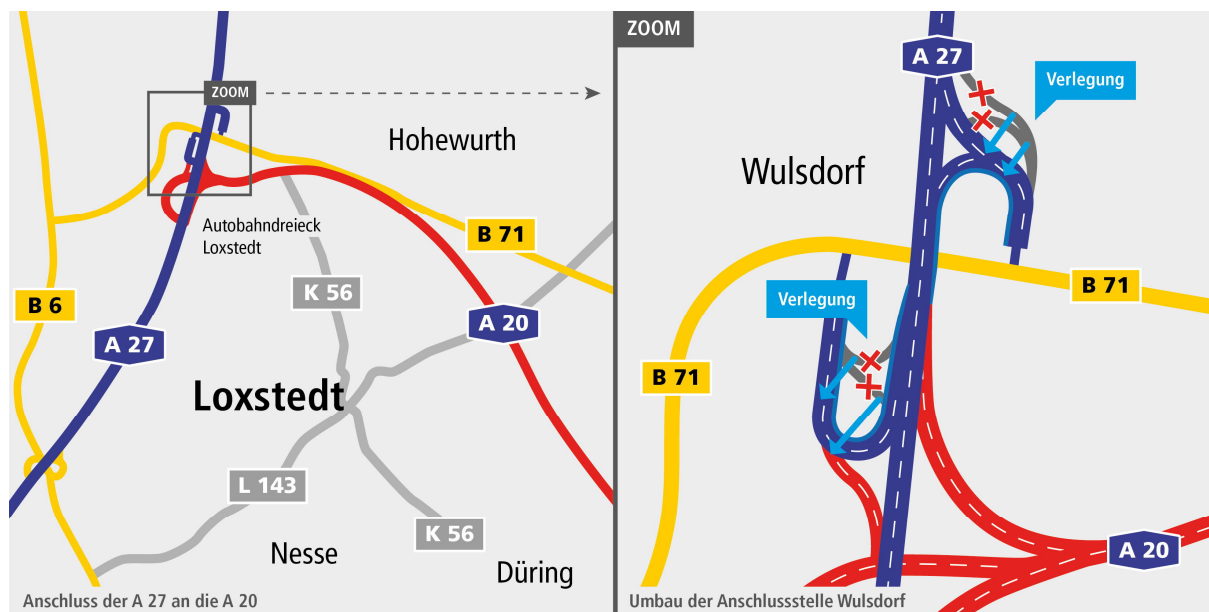 ZOOM
Hohewurth
Autobahndreieck
Loxstedt
B 71
K 56
B 6
A 20
A 27
Loxstedt
L 143
K 56
Nesse
Düring
Anschluss der A 27 an die A 20
ZOOM
A 27
Verlegung
Wulsdorf
B 71
Verlegung
B 71
A 20
Umbau der Anschlussstelle Wulsdorf